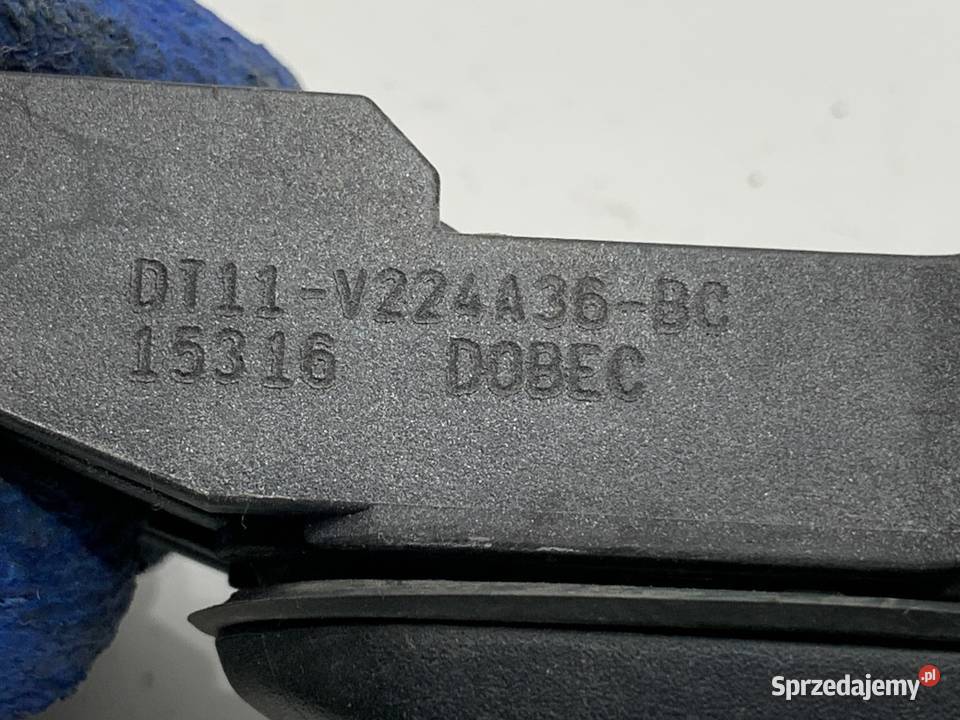 DT11-V224A36-BC
15316 DOBEC
Sprzedajemy.pl